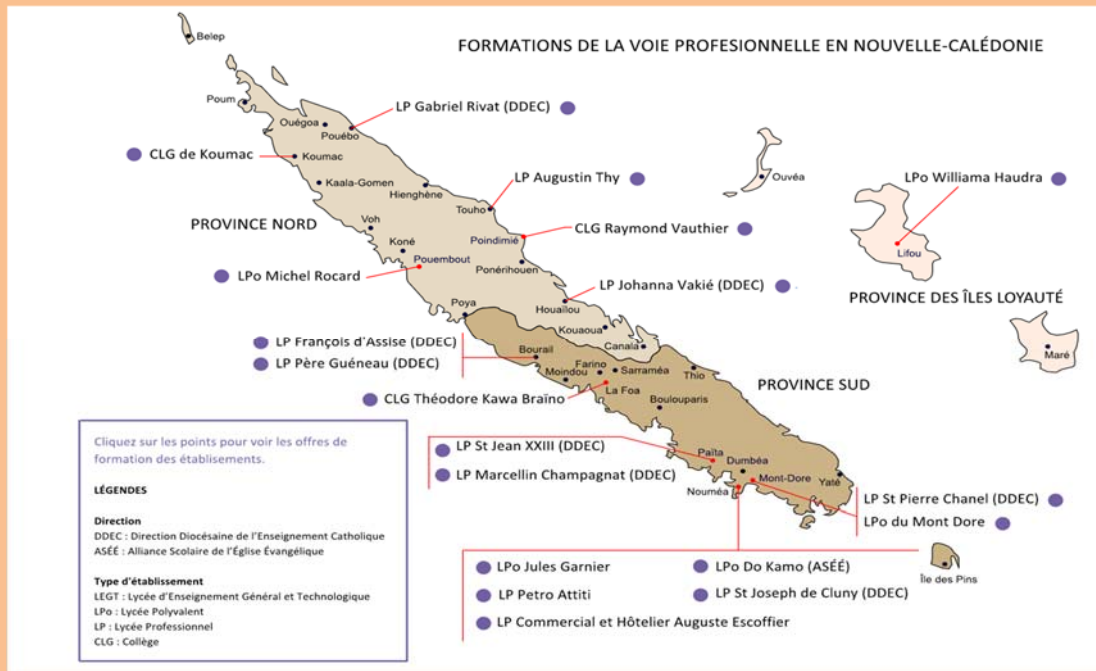 FORMATIONS DE LA VOIE PROFESIONNELLE EN NOUVELLE-CALÉDONIE
Belep
Poum
Ouégoa
Pouébo
LP Gabriel Rivat (DDEC)
CLG de Koumac
Koumac
Kaala-Gomen
Hienghène
LP Augustin Thy
Touho
Ouvéa
LPo Williama Haudra
Lifou
PROVINCE NORD
Voh
Koné
Pouembout
Poindimié
CLG Raymond Vauthier
Ponérihouen
LPo Michel Rocard
LP Johanna Vakié (DDEC)
PROVINCE DES ÎLES LOYAUTÉ
Poya
Houaïlou
Kouaoua
Canala
Maré
LP François d'Assise (DDEC)
LP Père Guéneau (DDEC)
Bourail
Moindou
Farino
Sarraméa
La Foa
Thio
PROVINCE SUD
CLG Théodore Kawa Braïno
Boulouparis
Cliquez sur les points pour voir les offres de
formation des établisements.
LÉGENDES
Direction
DDEC : Direction Diocésaine de l'Enseignement Catholique
ASÉÉ : Alliance Scolaire de l'Église Évangélique
Type d'établissement
LEGT : Lycée d'Enseignement Général et Technologique
LPo : Lycée Polyvalent
LP : Lycée Professionnel
CLG : Collège
LP St Jean XXIII (DDEC)
LP Marcellin Champagnat (DDEC)
Païta
Dumbéa
Mont-Dore
Nouméa
Yaté
LP St Pierre Chanel (DDEC)
LPo du Mont Dore
Île des Pins
LPo Jules Garnier
LPo Do Kamo (ASÉÉ)
LP Petro Attiti
LP St Joseph de Cluny (DDEC)
LP Commercial et Hôtelier Auguste Escoffier